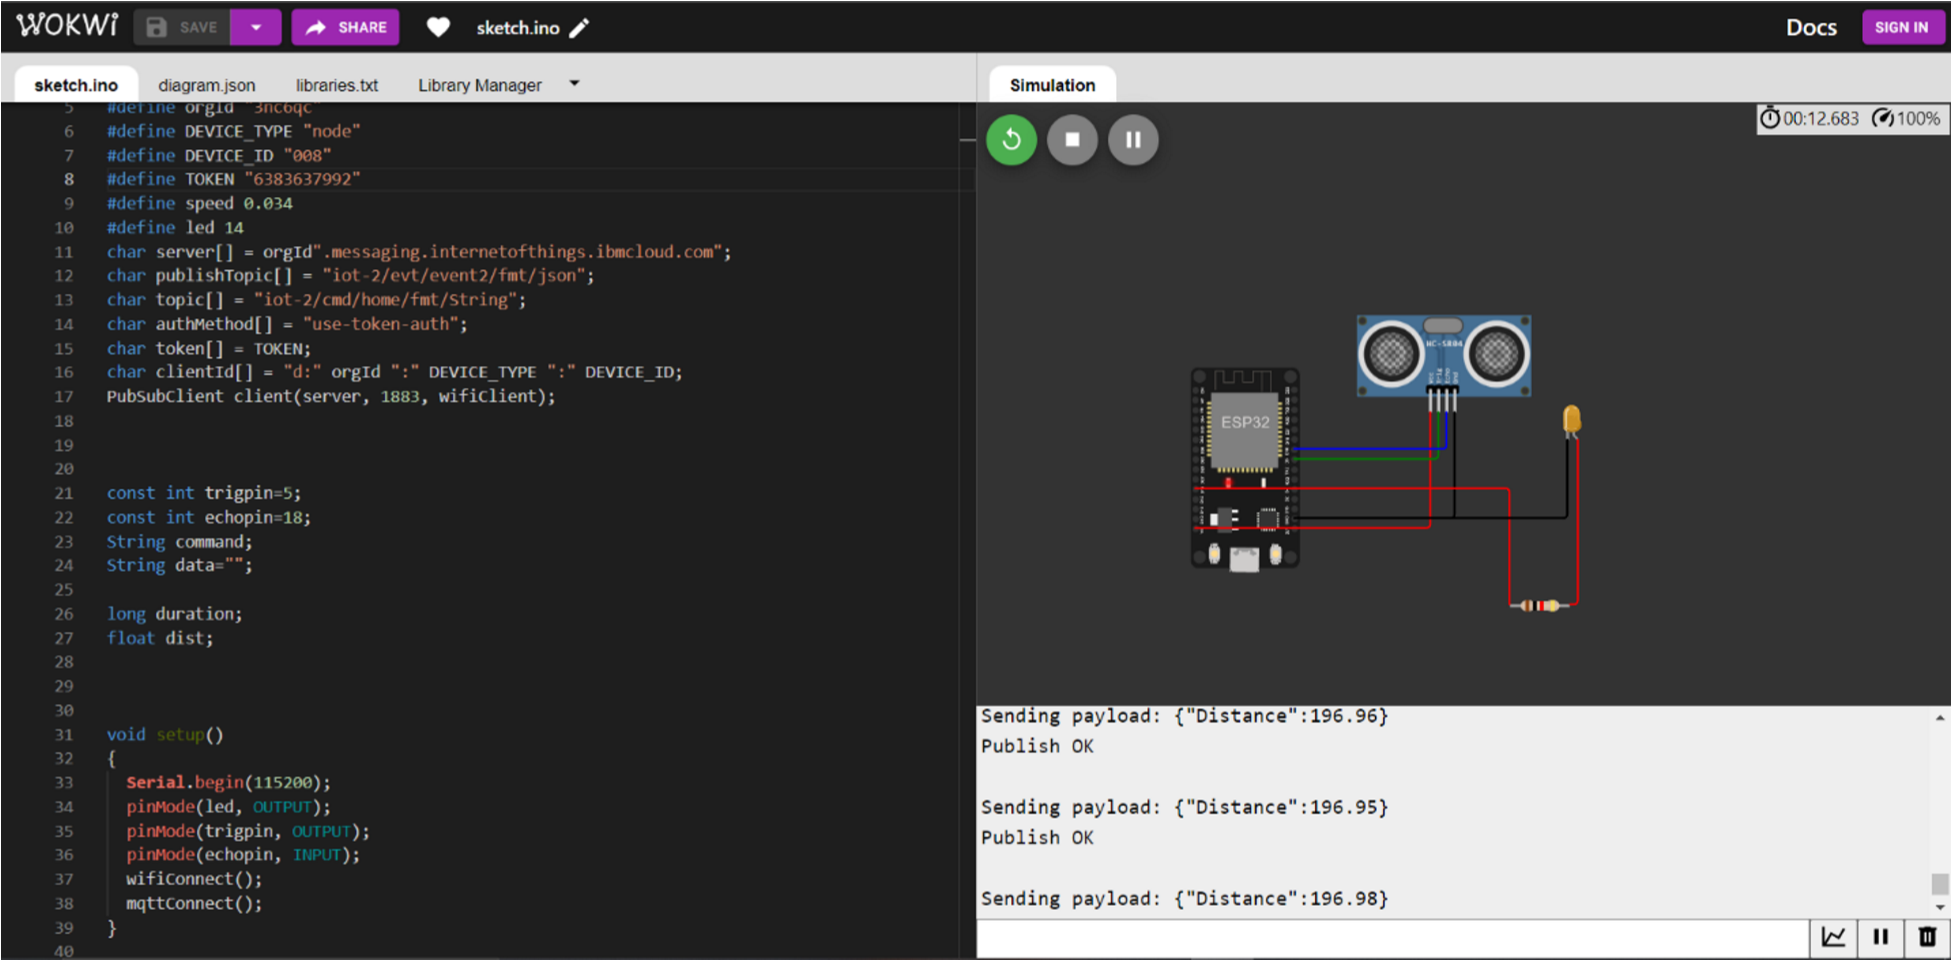 WOKWi SAVE SHARE sketch.ino Docs SIGN IN
sketch.ino diagram.json libraries.txt Library Manager
Simulation
00:12.683 100%
5 #define orgId "3nc6qc"
6 #define DEVICE_TYPE "node"
7 #define DEVICE_ID "008"
8 #define TOKEN "6383637992"
9 #define speed 0.034
10 #define led 14
11 char server[] = orgId".messaging.internetofthings.ibmcloud.com";
12 char publishTopic[] = "iot-2/evt/event2/fmt/json";
13 char topic[] = "iot-2/cmd/home/fmt/String";
14 char authMethod[] = "use-token-auth";
15 char token[] = TOKEN;
16 char clientId[] = "d:" orgId ":" DEVICE_TYPE ":" DEVICE_ID;
17 PubSubClient client(server, 1883, wifiClient);
18
19
20
21 const int trigpin=5;
22 const int echopin=18;
23 String command;
24 String data="";
25
26 long duration;
27 float dist;
28
29
30
31 void setup()
32 {
33 Serial.begin(115200);
34 pinMode(led, OUTPUT);
35 pinMode(trigpin, OUTPUT);
36 pinMode(echopin, INPUT);
37 wifiConnect();
38 mqttConnect();
39 }
40
HC-SR04
ESP32
Sending payload: {"Distance":196.96}
Publish OK
Sending payload: {"Distance":196.95}
Publish OK
Sending payload: {"Distance":196.98}